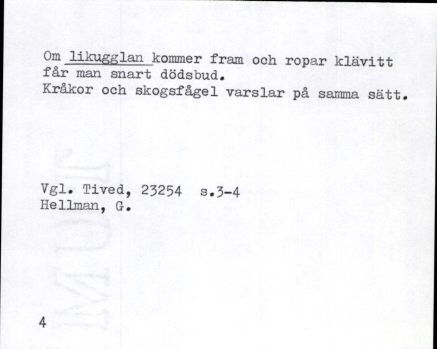 Om likugglan kommer fram och ropar klävitt
får man snart dödsbud.
Kråkor och skogsfågel varslar på samma sätt.
Vgl. Tived, 23254 s.3-4
Hellman, G.
4